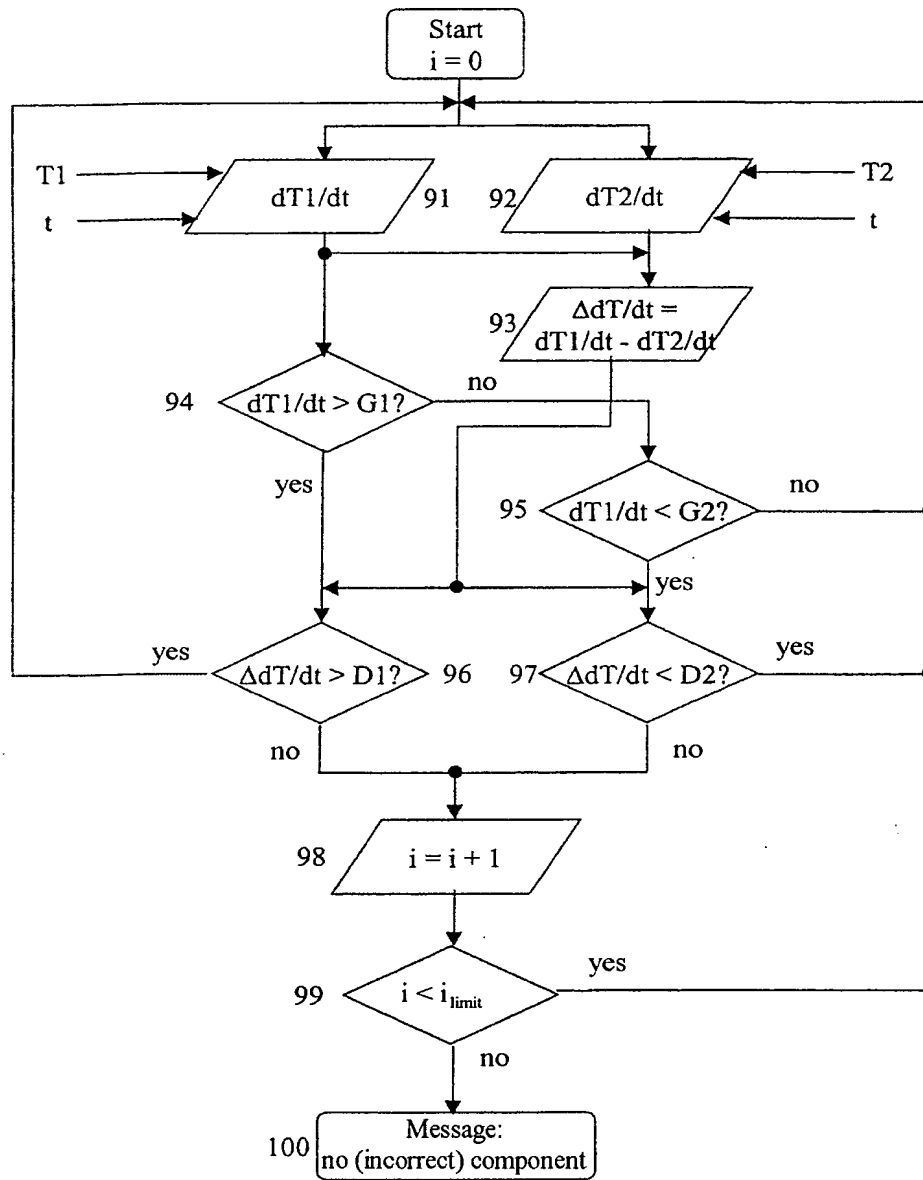 Start
i = 0
T1
t
dT1/dt
91
92
dT2/dt
T2
t
93
ΔdT/dt =
dT1/dt - dT2/dt
94
dT1/dt > G1?
no
yes
95
dT1/dt < G2?
no
yes
yes
ΔdT/dt > D1?
96
97
ΔdT/dt < D2?
yes
no
no
98
i = i + 1
99
i < i_limit
yes
no
100
Message:
no (incorrect) component